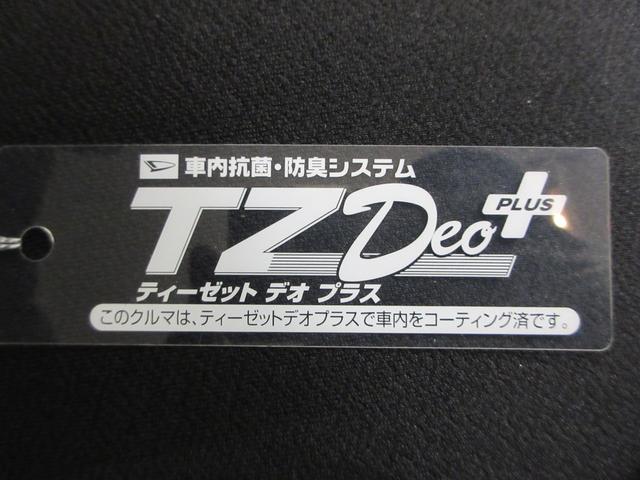 車内抗菌・防臭システム
TZ Deo PLUS
ティーゼット デオ プラス
このクルマは、ティーゼットデオプラスで車内をコーティング済です。